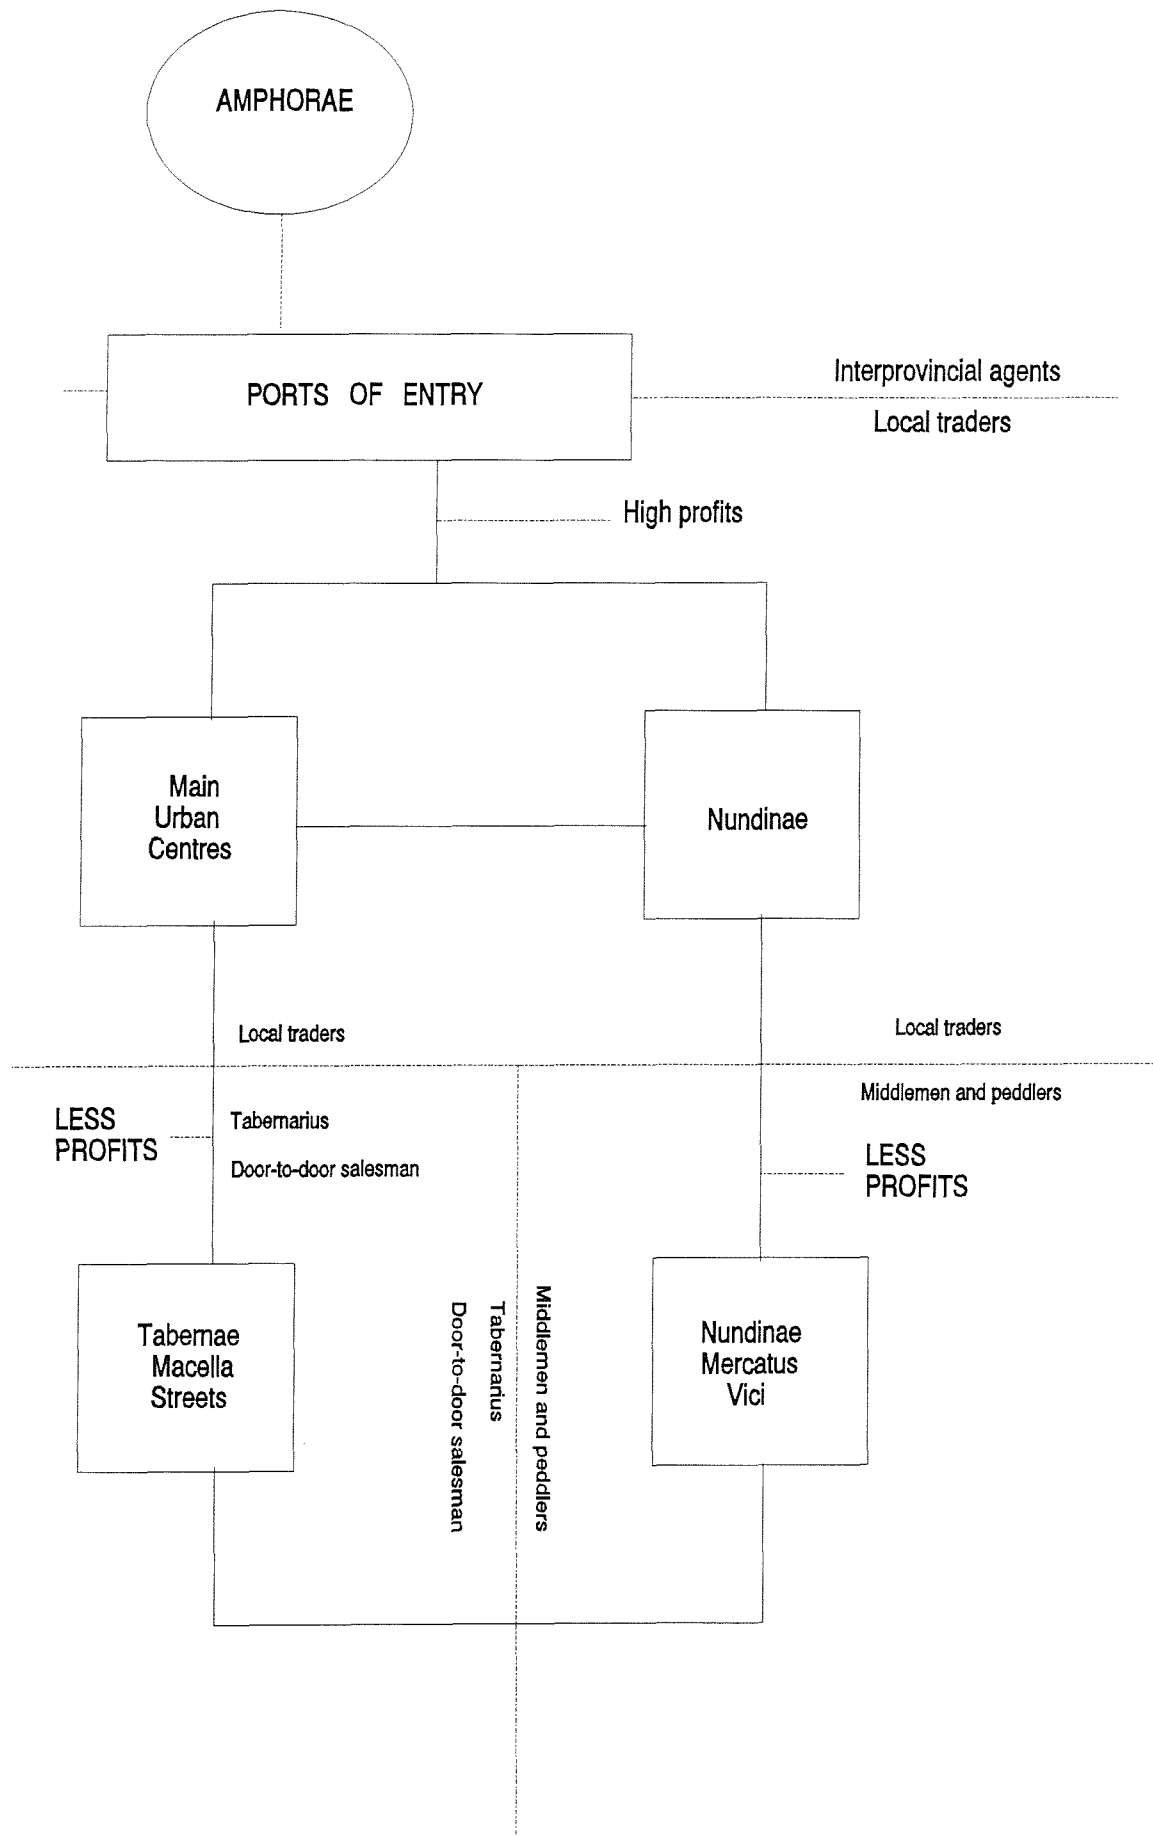 AMPHORAE
PORTS OF ENTRY
Interprovincial agents
Local traders
High profits
Main
Urban
Centres
Nundinae
Local traders
Local traders
Middlemen and peddlers
LESS
PROFITS
Tabernarius
Door-to-door salesman
LESS
PROFITS
Tabernae
Macella
Streets
Door-to-door salesman
Tabernarius
Middlemen and peddlers
Nundinae
Mercatus
Vici